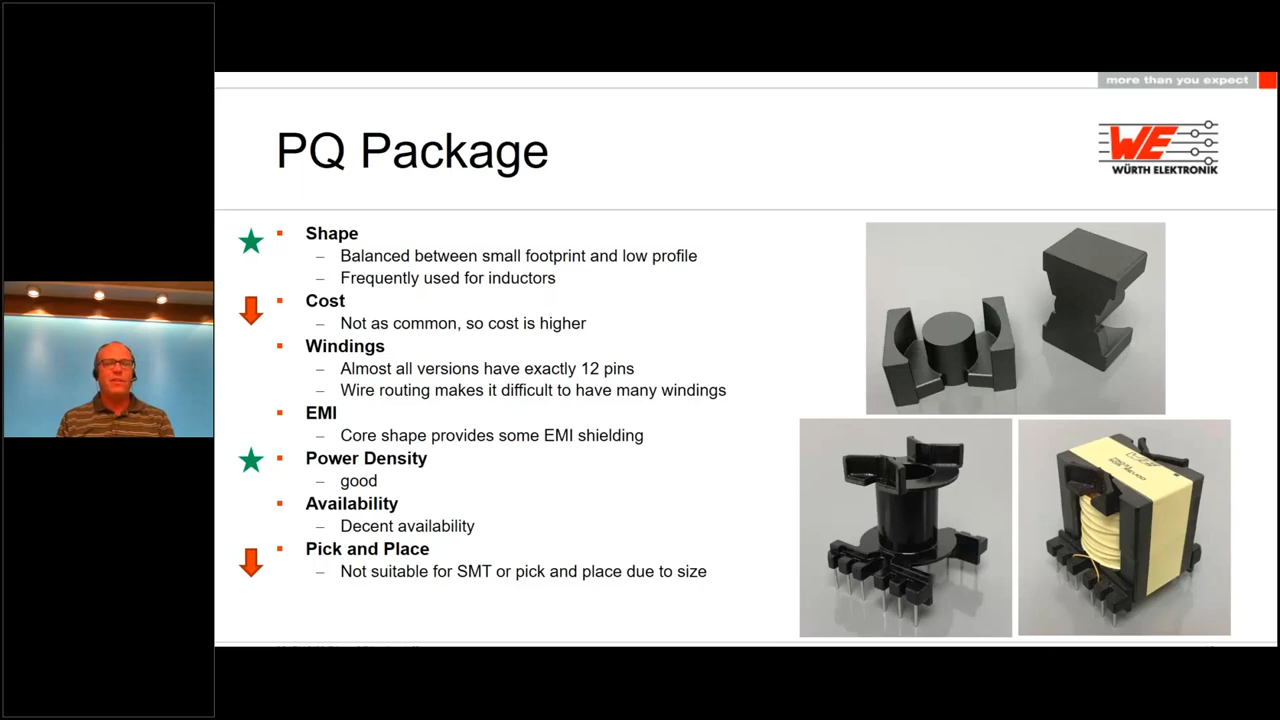 more than you expect
PQ Package
WE
WÜRTH ELEKTRONIK
Shape
– Balanced between small footprint and low profile
– Frequently used for inductors
Cost
– Not as common, so cost is higher
Windings
– Almost all versions have exactly 12 pins
– Wire routing makes it difficult to have many windings
EMI
– Core shape provides some EMI shielding
Power Density
– good
Availability
– Decent availability
Pick and Place
– Not suitable for SMT or pick and place due to size